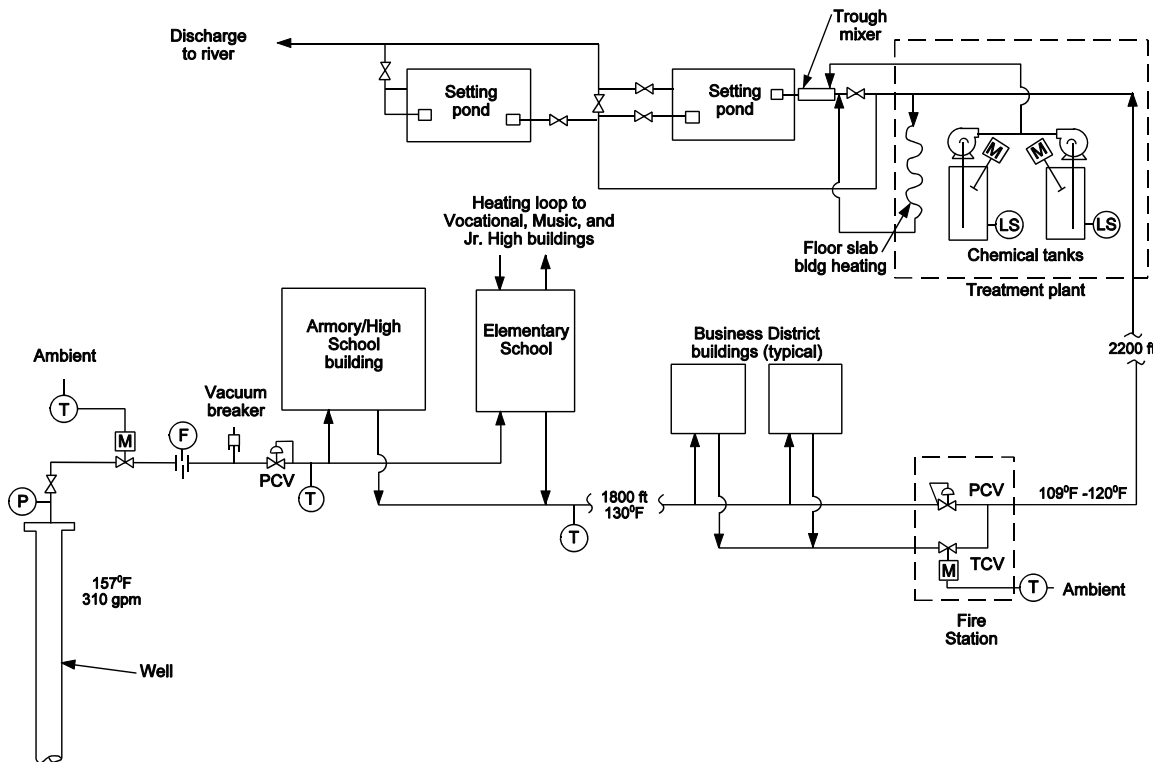 Discharge
to river
Trough
mixer
Setting
pond
Setting
pond
M
M
LS
LS
Chemical tanks
Floor slab
bldg heating
Treatment plant
Heating loop to
Vocational, Music, and
Jr. High buildings
Armory/High
School
building
Elementary
School
Business District
buildings (typical)
2200 ft
Ambient
T
M
F
Vacuum
breaker
PCV
T
P
1800 ft
130⁰F
T
PCV
109⁰F -120⁰F
TCV
M
T
Ambient
Fire
Station
157⁰F
310 gpm
Well